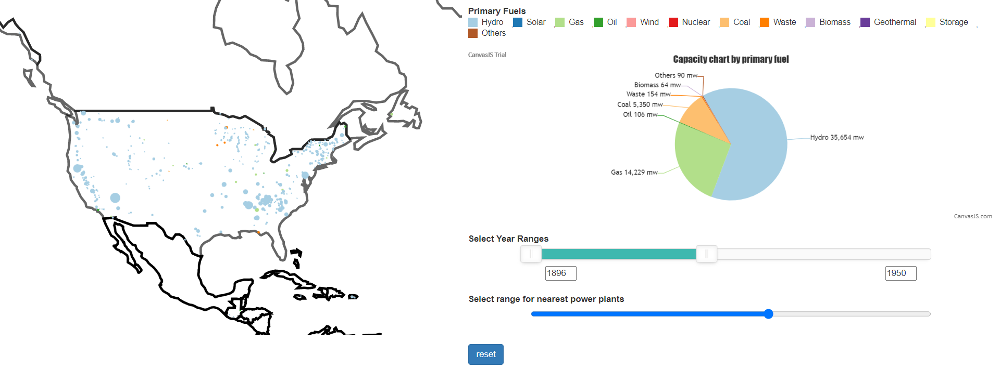 Primary Fuels
Hydro , Solar , Gas , Oil , Wind , Nuclear , Coal , Waste , Biomass , Geothermal , Storage ,
Others
CanvasJS Trial
Capacity chart by primary fuel
Others 90 mw
Biomass 64 mw
Waste 154 mw
Coal 5,350 mw
Oil 106 mw
Hydro 35,654 mw
Gas 14,229 mw
CanvasJS.com
Select Year Ranges
1896 1950
Select range for nearest power plants
reset